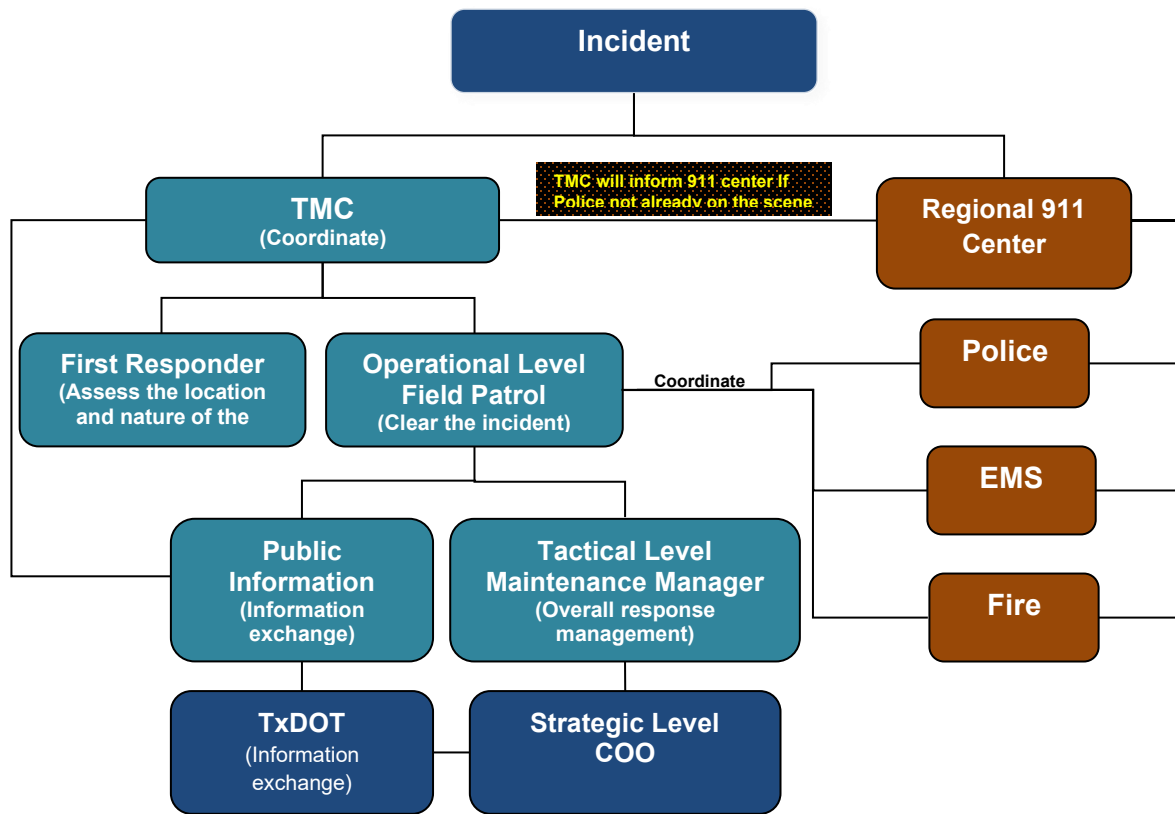 Incident
TMC will inform 911 center If
Police not already on the scene
TMC
(Coordinate)
Regional 911
Center
First Responder
(Assess the location
and nature of the
Operational Level
Field Patrol
(Clear the incident)
Coordinate
Police
EMS
Public
Information
(Information
exchange)
Tactical Level
Maintenance Manager
(Overall response
management)
Fire
TxDOT
(Information
exchange)
Strategic Level
COO